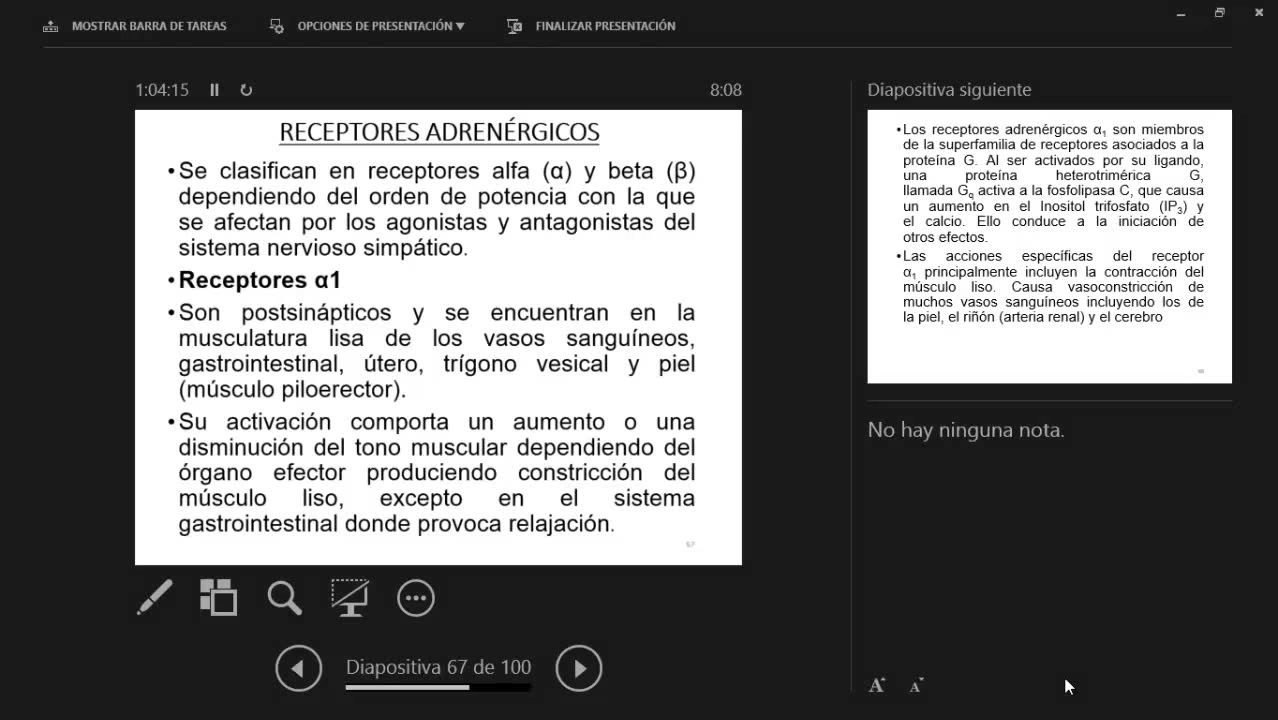 MOSTRAR BARRA DE TAREAS
OPCIONES DE PRESENTACIÓN ▼
FINALIZAR PRESENTACIÓN
1:04:15
8:08
RECEPTORES ADRENÉRGICOS
•Se clasifican en receptores alfa (α) y beta (β)
dependiendo del orden de potencia con la que
se afectan por los agonistas y antagonistas del
sistema nervioso simpático.
•Receptores α1
•Son postsinápticos y se encuentran en la
musculatura lisa de los vasos sanguíneos,
gastrointestinal, útero, trígono vesical y piel
(músculo piloerector).
•Su activación comporta un aumento o una
disminución del tono muscular dependiendo del
órgano efector produciendo constricción del
músculo liso, excepto en el sistema
gastrointestinal donde provoca relajación.
67
Diapositiva 67 de 100
Diapositiva siguiente
•Los receptores adrenérgicos α₁ son miembros
de la superfamilia de receptores asociados a la
proteína G. Al ser activados por su ligando,
una proteína heterotrimérica G,
llamada Gq activa a la fosfolipasa C, que causa
un aumento en el Inositol trifosfato (IP₃) y
el calcio. Ello conduce a la iniciación de
otros efectos.
•Las acciones específicas del receptor
α₁ principalmente incluyen la contracción del
músculo liso. Causa vasoconstricción de
muchos vasos sanguíneos incluyendo los de
la piel, el riñón (arteria renal) y el cerebro
No hay ninguna nota.
A A